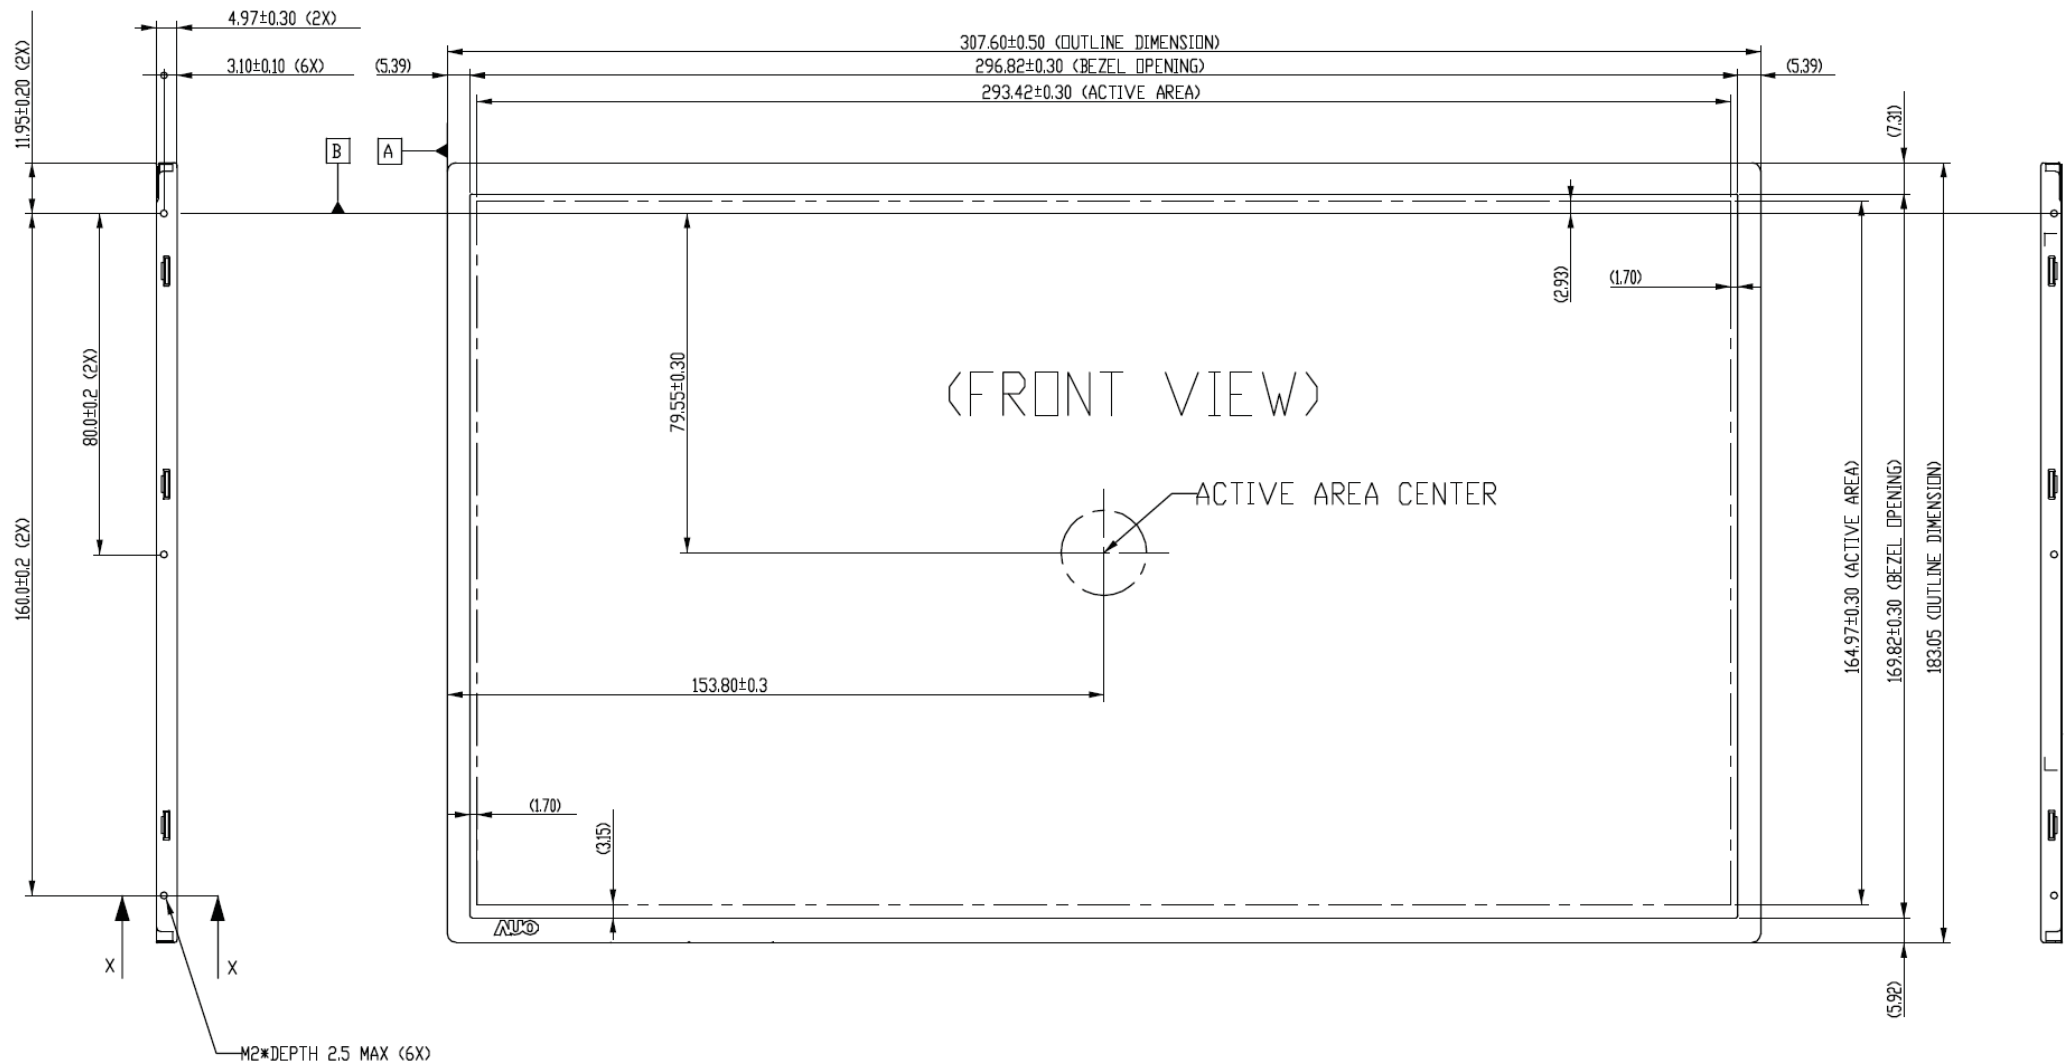 4.97±0.30 (2X)
307.60±0.50 (OUTLINE DIMENSION)
3.10±0.10 (6X)
(5.39)
296.82±0.30 (BEZEL OPENING)
(5.39)
293.42±0.30 (ACTIVE AREA)
11.95±0.20 (2X)
(7.31)
B
A
(2.93)
(1.70)
80.0±0.2 (2X)
79.55±0.30
(FRONT VIEW)
ACTIVE AREA CENTER
160.0±0.2 (2X)
164.97±0.30 (ACTIVE AREA)
169.82±0.30 (BEZEL OPENING)
183.05 (OUTLINE DIMENSION)
153.80±0.3
(1.70)
(3.15)
AUO
X
X
(5.92)
M2*DEPTH 2.5 MAX (6X)